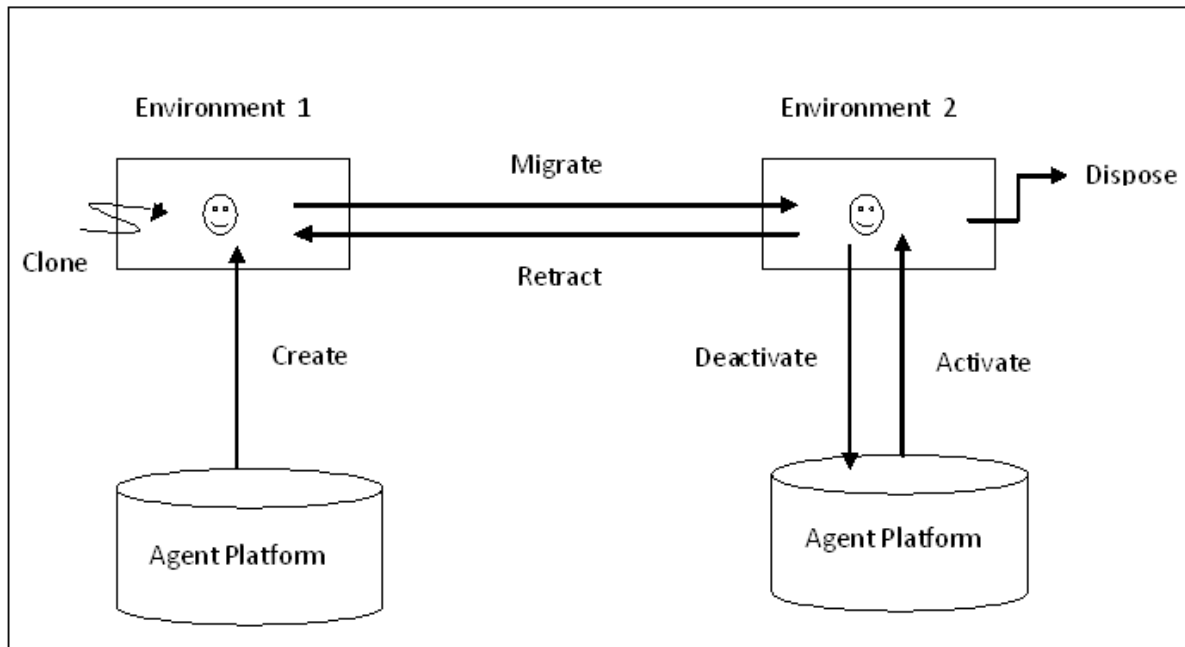 Environment 1
Environment 2
Migrate
Dispose
Clone
Retract
Create
Deactivate
Activate
Agent Platform
Agent Platform